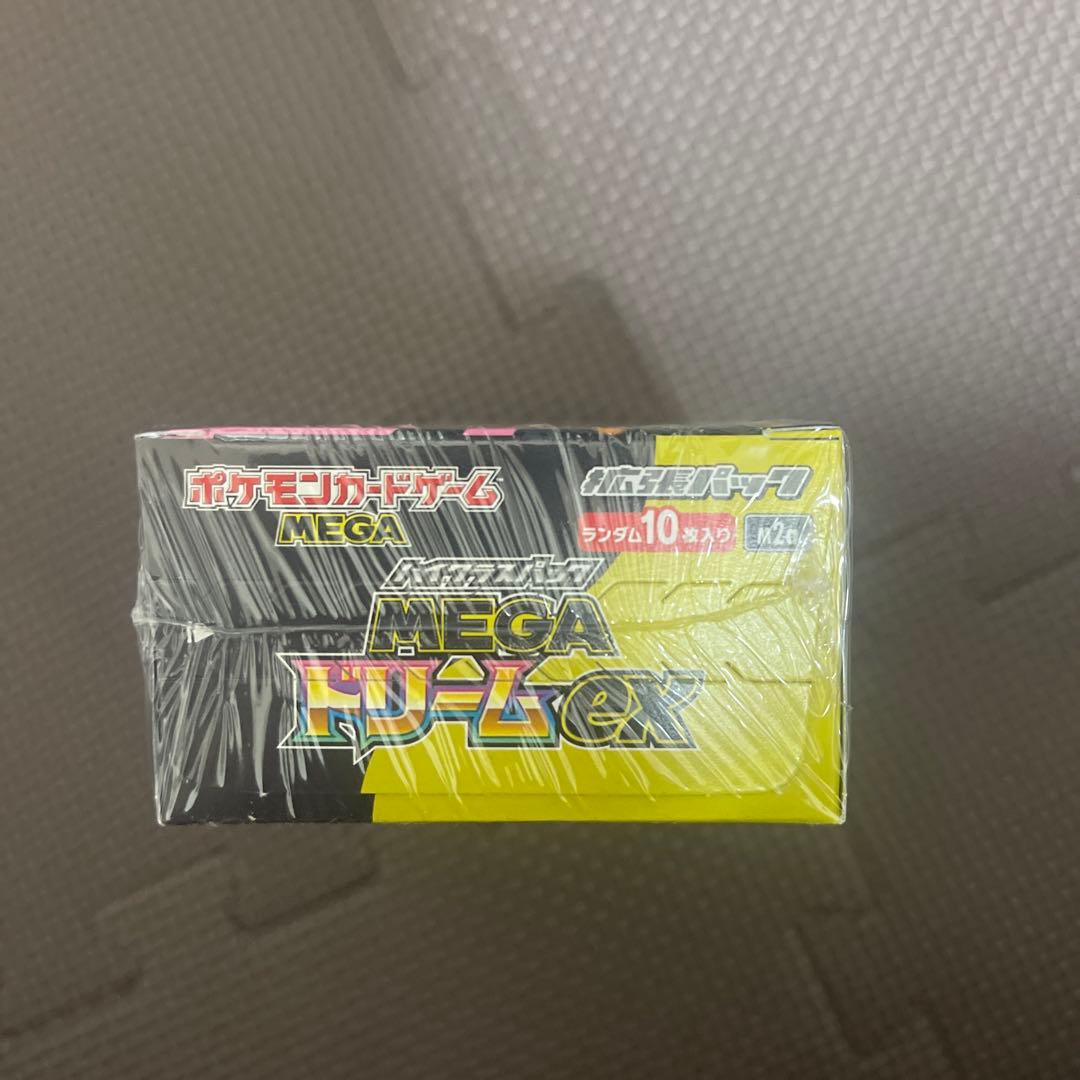 ポケモンカードゲーム
MEGA
拡張パック
ランダム10枚入り
M2a
ハイクラスパック
MEGA
ドリームex